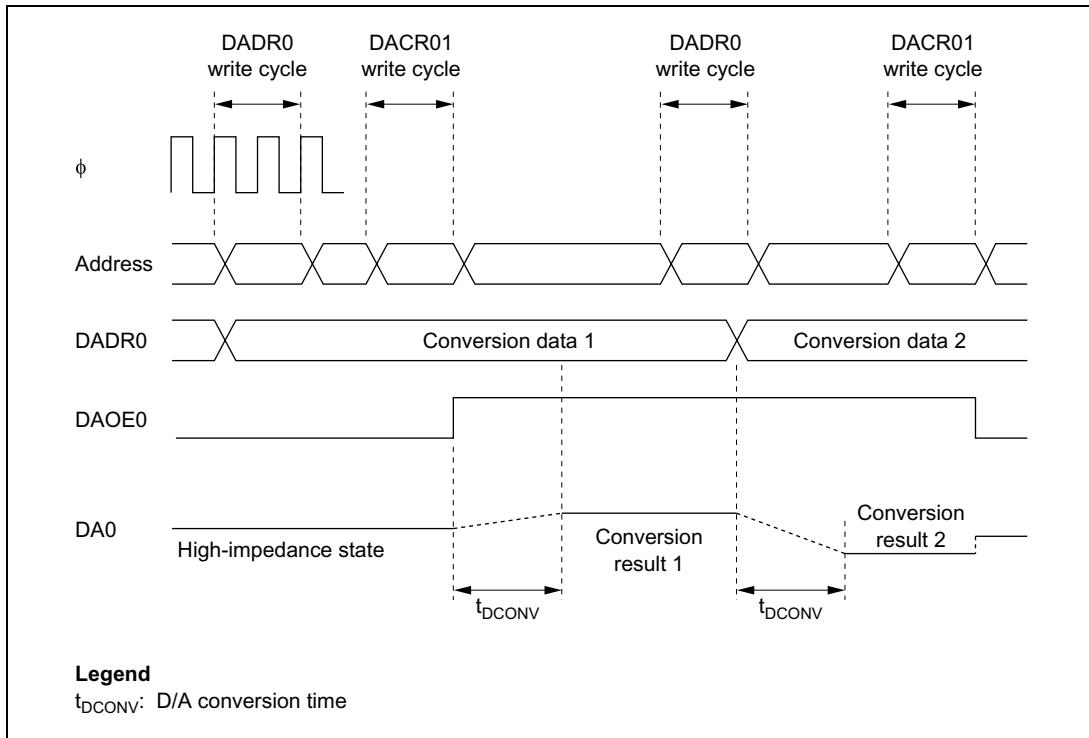 DADR0
write cycle
DACR01
write cycle
DADR0
write cycle
DACR01
write cycle
ϕ
Address
DADR0
Conversion data 1
Conversion data 2
DAOE0
DA0
High-impedance state
Conversion
result 1
Conversion
result 2
tDCONV
tDCONV
Legend
tDCONV: D/A conversion time